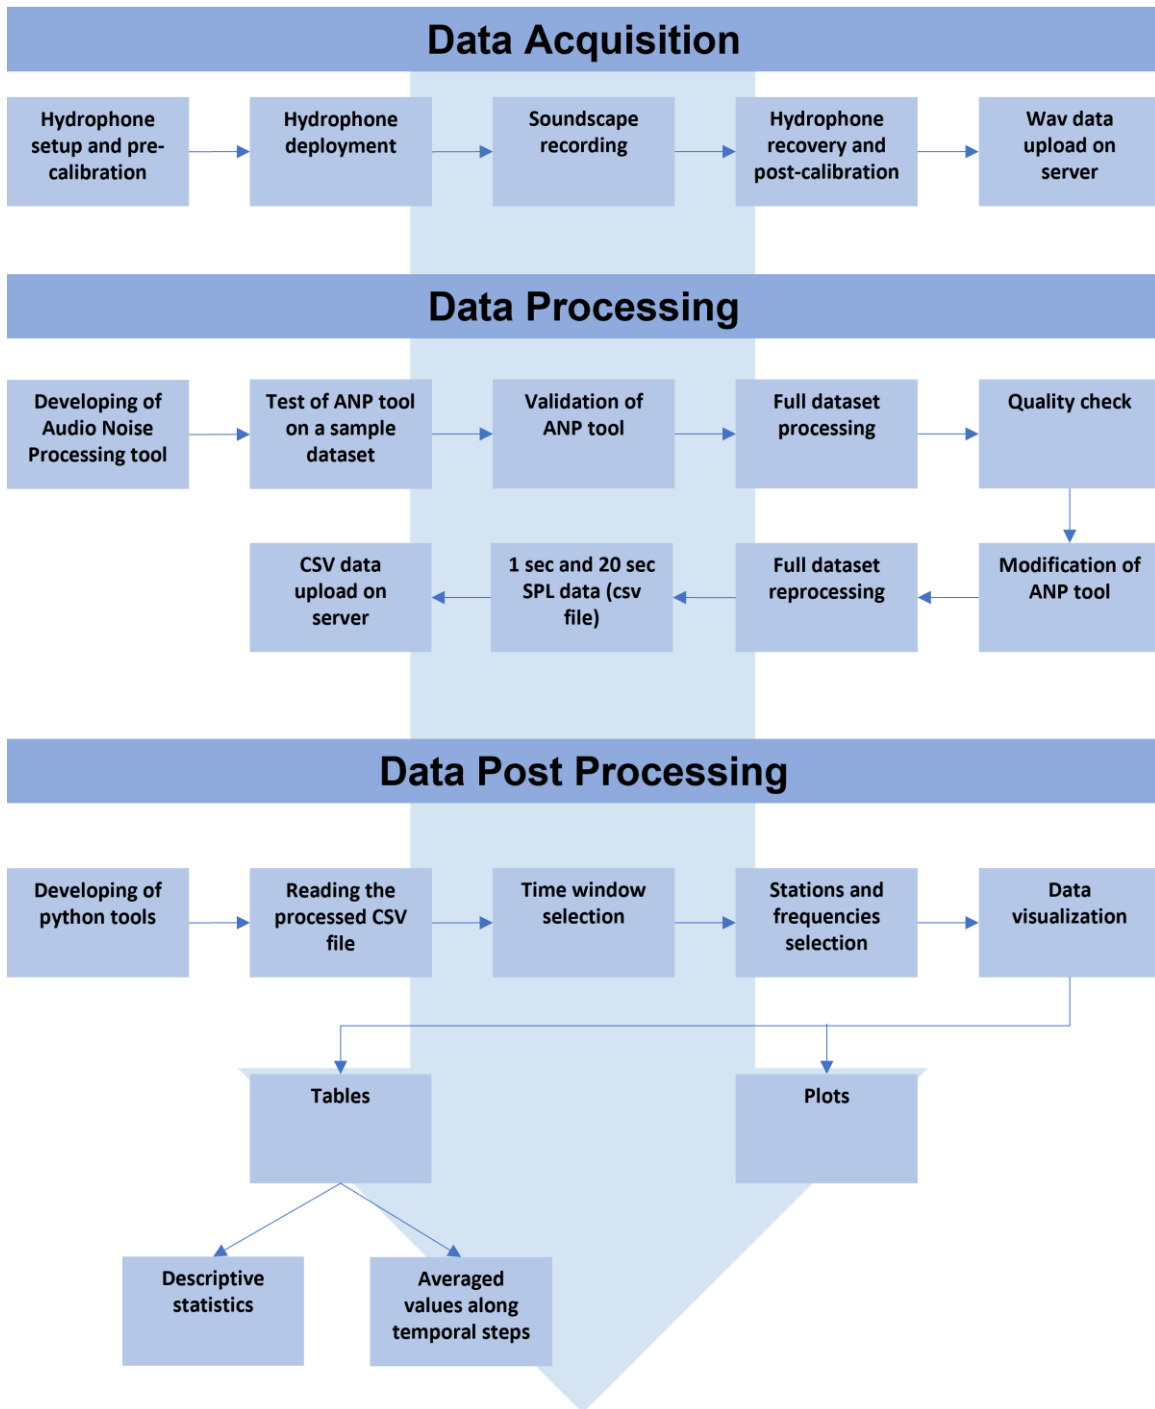 Data Acquisition
Hydrophone
setup and pre-
calibration
Hydrophone
deployment
Soundscape
recording
Hydrophone
recovery and
post-calibration
Wav data
upload on
server
Data Processing
Developing of
Audio Noise
Processing tool
Test of ANP tool
on a sample
dataset
Validation of
ANP tool
Full dataset
processing
Quality check
Modification of
ANP tool
Full dataset
reprocessing
1 sec and 20 sec
SPL data (csv
file)
CSV data
upload on
server
Data Post Processing
Developing of
python tools
Reading the
processed CSV
file
Time window
selection
Stations and
frequencies
selection
Data
visualization
Tables
Plots
Descriptive
statistics
Averaged
values along
temporal steps